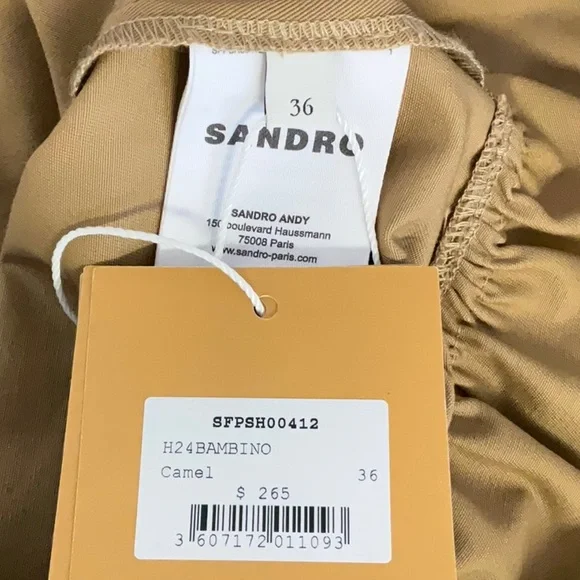 36
SANDRO
SANDRO ANDY
150 boulevard Haussmann
75008 Paris
www.sandro-paris.com
SFPSH00412
H24BAMBINO
Camel 36
$ 265
3 607172 011093